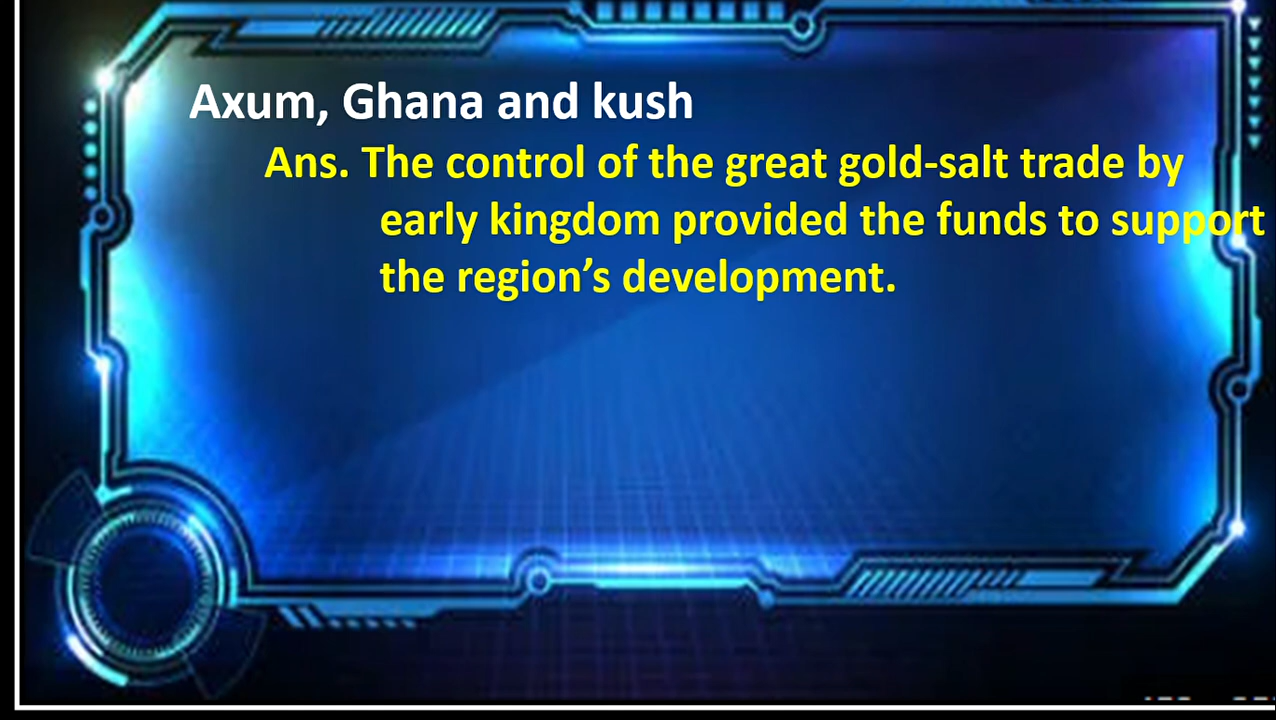 Axum, Ghana and kush
Ans. The control of the great gold-salt trade by
early kingdom provided the funds to support
the region’s development.